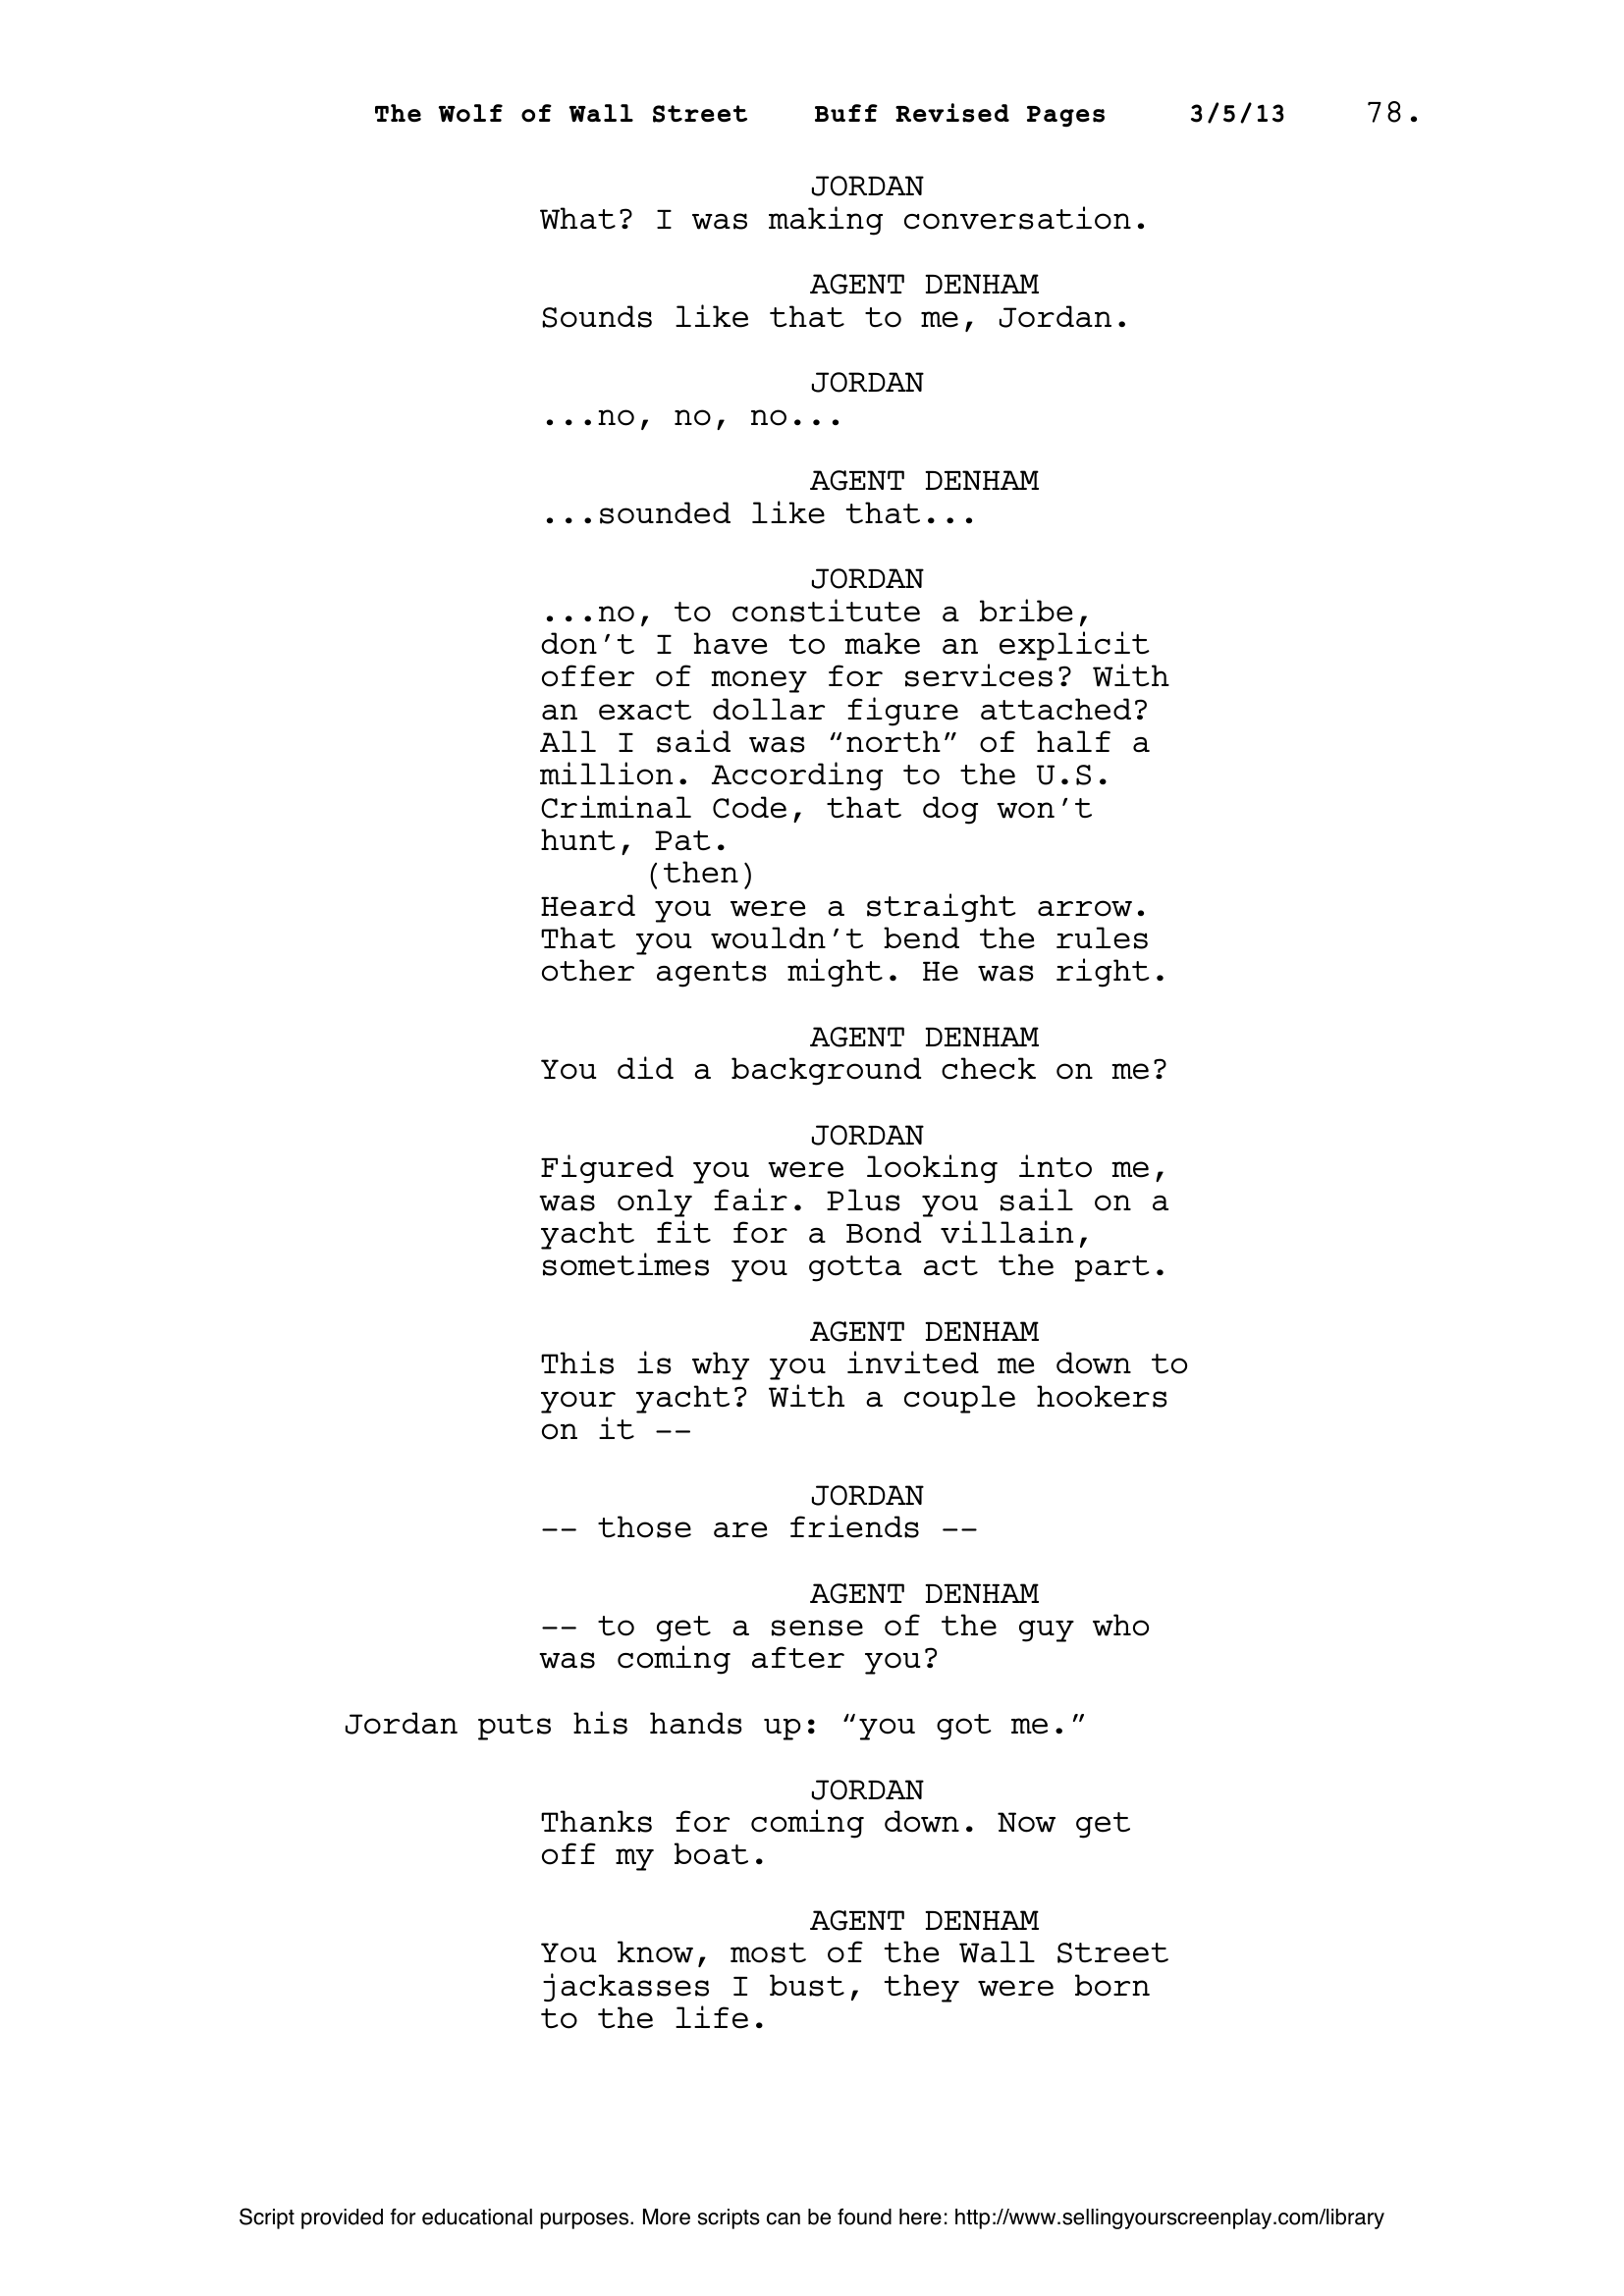 The Wolf of Wall Street Buff Revised Pages 3/5/13 78.
JORDAN
What? I was making conversation.
AGENT DENHAM
Sounds like that to me, Jordan.
JORDAN
...no, no, no...
AGENT DENHAM
...sounded like that...
JORDAN
...no, to constitute a bribe,
don’t I have to make an explicit
offer of money for services? With
an exact dollar figure attached?
All I said was “north” of half a
million. According to the U.S.
Criminal Code, that dog won’t
hunt, Pat.
(then)
Heard you were a straight arrow.
That you wouldn’t bend the rules
other agents might. He was right.
AGENT DENHAM
You did a background check on me?
JORDAN
Figured you were looking into me,
was only fair. Plus you sail on a
yacht fit for a Bond villain,
sometimes you gotta act the part.
AGENT DENHAM
This is why you invited me down to
your yacht? With a couple hookers
on it --
JORDAN
-- those are friends --
AGENT DENHAM
-- to get a sense of the guy who
was coming after you?
Jordan puts his hands up: “you got me.”
JORDAN
Thanks for coming down. Now get
off my boat.
AGENT DENHAM
You know, most of the Wall Street
jackasses I bust, they were born
to the life.
Script provided for educational purposes. More scripts can be found here: http://www.sellingyourscreenplay.com/library